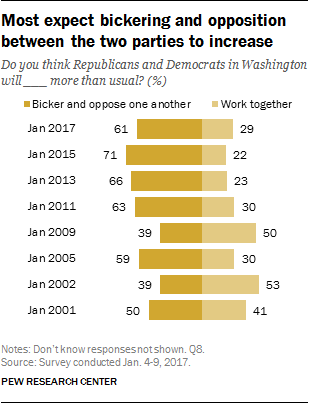 Most expect bickering and opposition
between the two parties to increase
Do you think Republicans and Democrats in Washington
will ___ more than usual? (%)
Bicker and oppose one another Work together
Jan 2017 61 29
Jan 2015 71 22
Jan 2013 66 23
Jan 2011 63 30
Jan 2009 39 50
Jan 2005 59 30
Jan 2002 39 53
Jan 2001 50 41
Notes: Don't know responses not shown. Q8.
Source: Survey conducted Jan. 4-9, 2017.
PEW RESEARCH CENTER